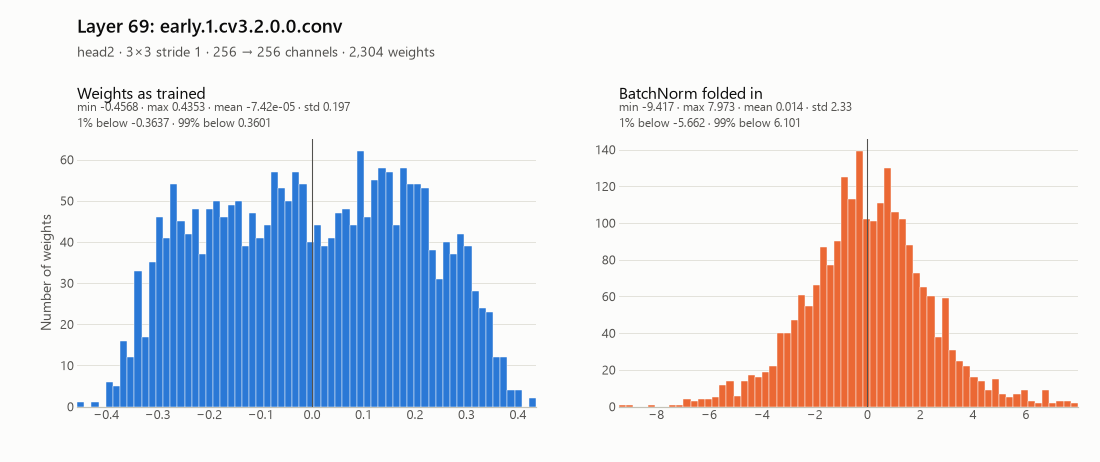 Layer 69: early.1.cv3.2.0.0.conv
head2 · 3×3 stride 1 · 256 → 256 channels · 2,304 weights
Weights as trained
min -0.4568 · max 0.4353 · mean -7.42e-05 · std 0.197
1% below -0.3637 · 99% below 0.3601
Number of weights
60
50
40
30
20
10
0
−0.4 −0.3 −0.2 −0.1 0.0 0.1 0.2 0.3 0.4
BatchNorm folded in
min -9.417 · max 7.973 · mean 0.014 · std 2.33
1% below -5.662 · 99% below 6.101
140
120
100
80
60
40
20
0
−8 −6 −4 −2 0 2 4 6